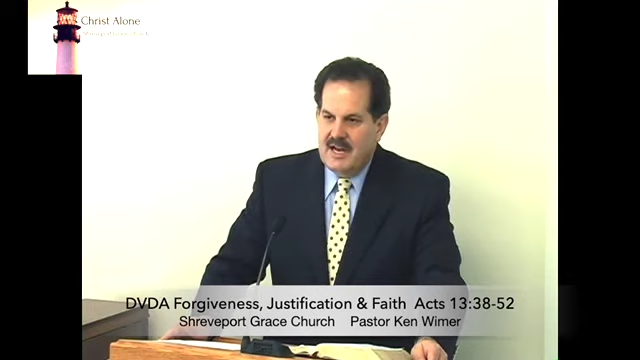 Christ Alone
DVDA Forgiveness, Justification & Faith Acts 13:38-52
Shreveport Grace Church Pastor Ken Wimer